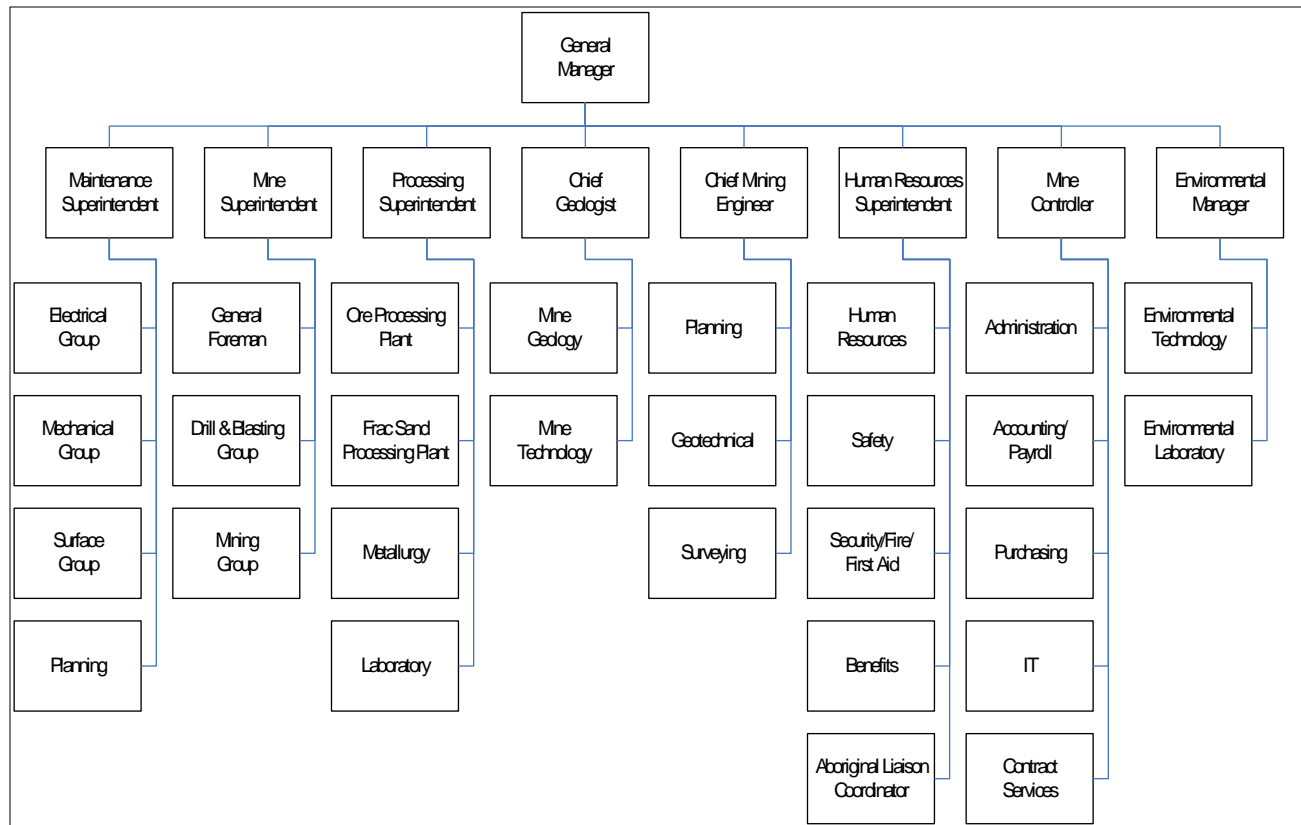 General
Manager
Maintenance
Superintendent
Mine
Superintendent
Processing
Superintendent
Chief
Geologist
Chief Mining
Engineer
Human Resources
Superintendent
Mine
Controller
Environmental
Manager
Electrical
Group
General
Foreman
Ore Processing
Plant
Mine
Geology
Planning
Human
Resources
Administration
Environmental
Technology
Mechanical
Group
Drill & Blasting
Group
Frac Sand
Processing Plant
Mine
Technology
Geotechnical
Safety
Accounting/
Payroll
Environmental
Laboratory
Surface
Group
Mining
Group
Metallurgy
Surveying
Security/Fire/
First Aid
Purchasing
Planning
Laboratory
Benefits
IT
Aboriginal Liaison
Coordinator
Contract
Services